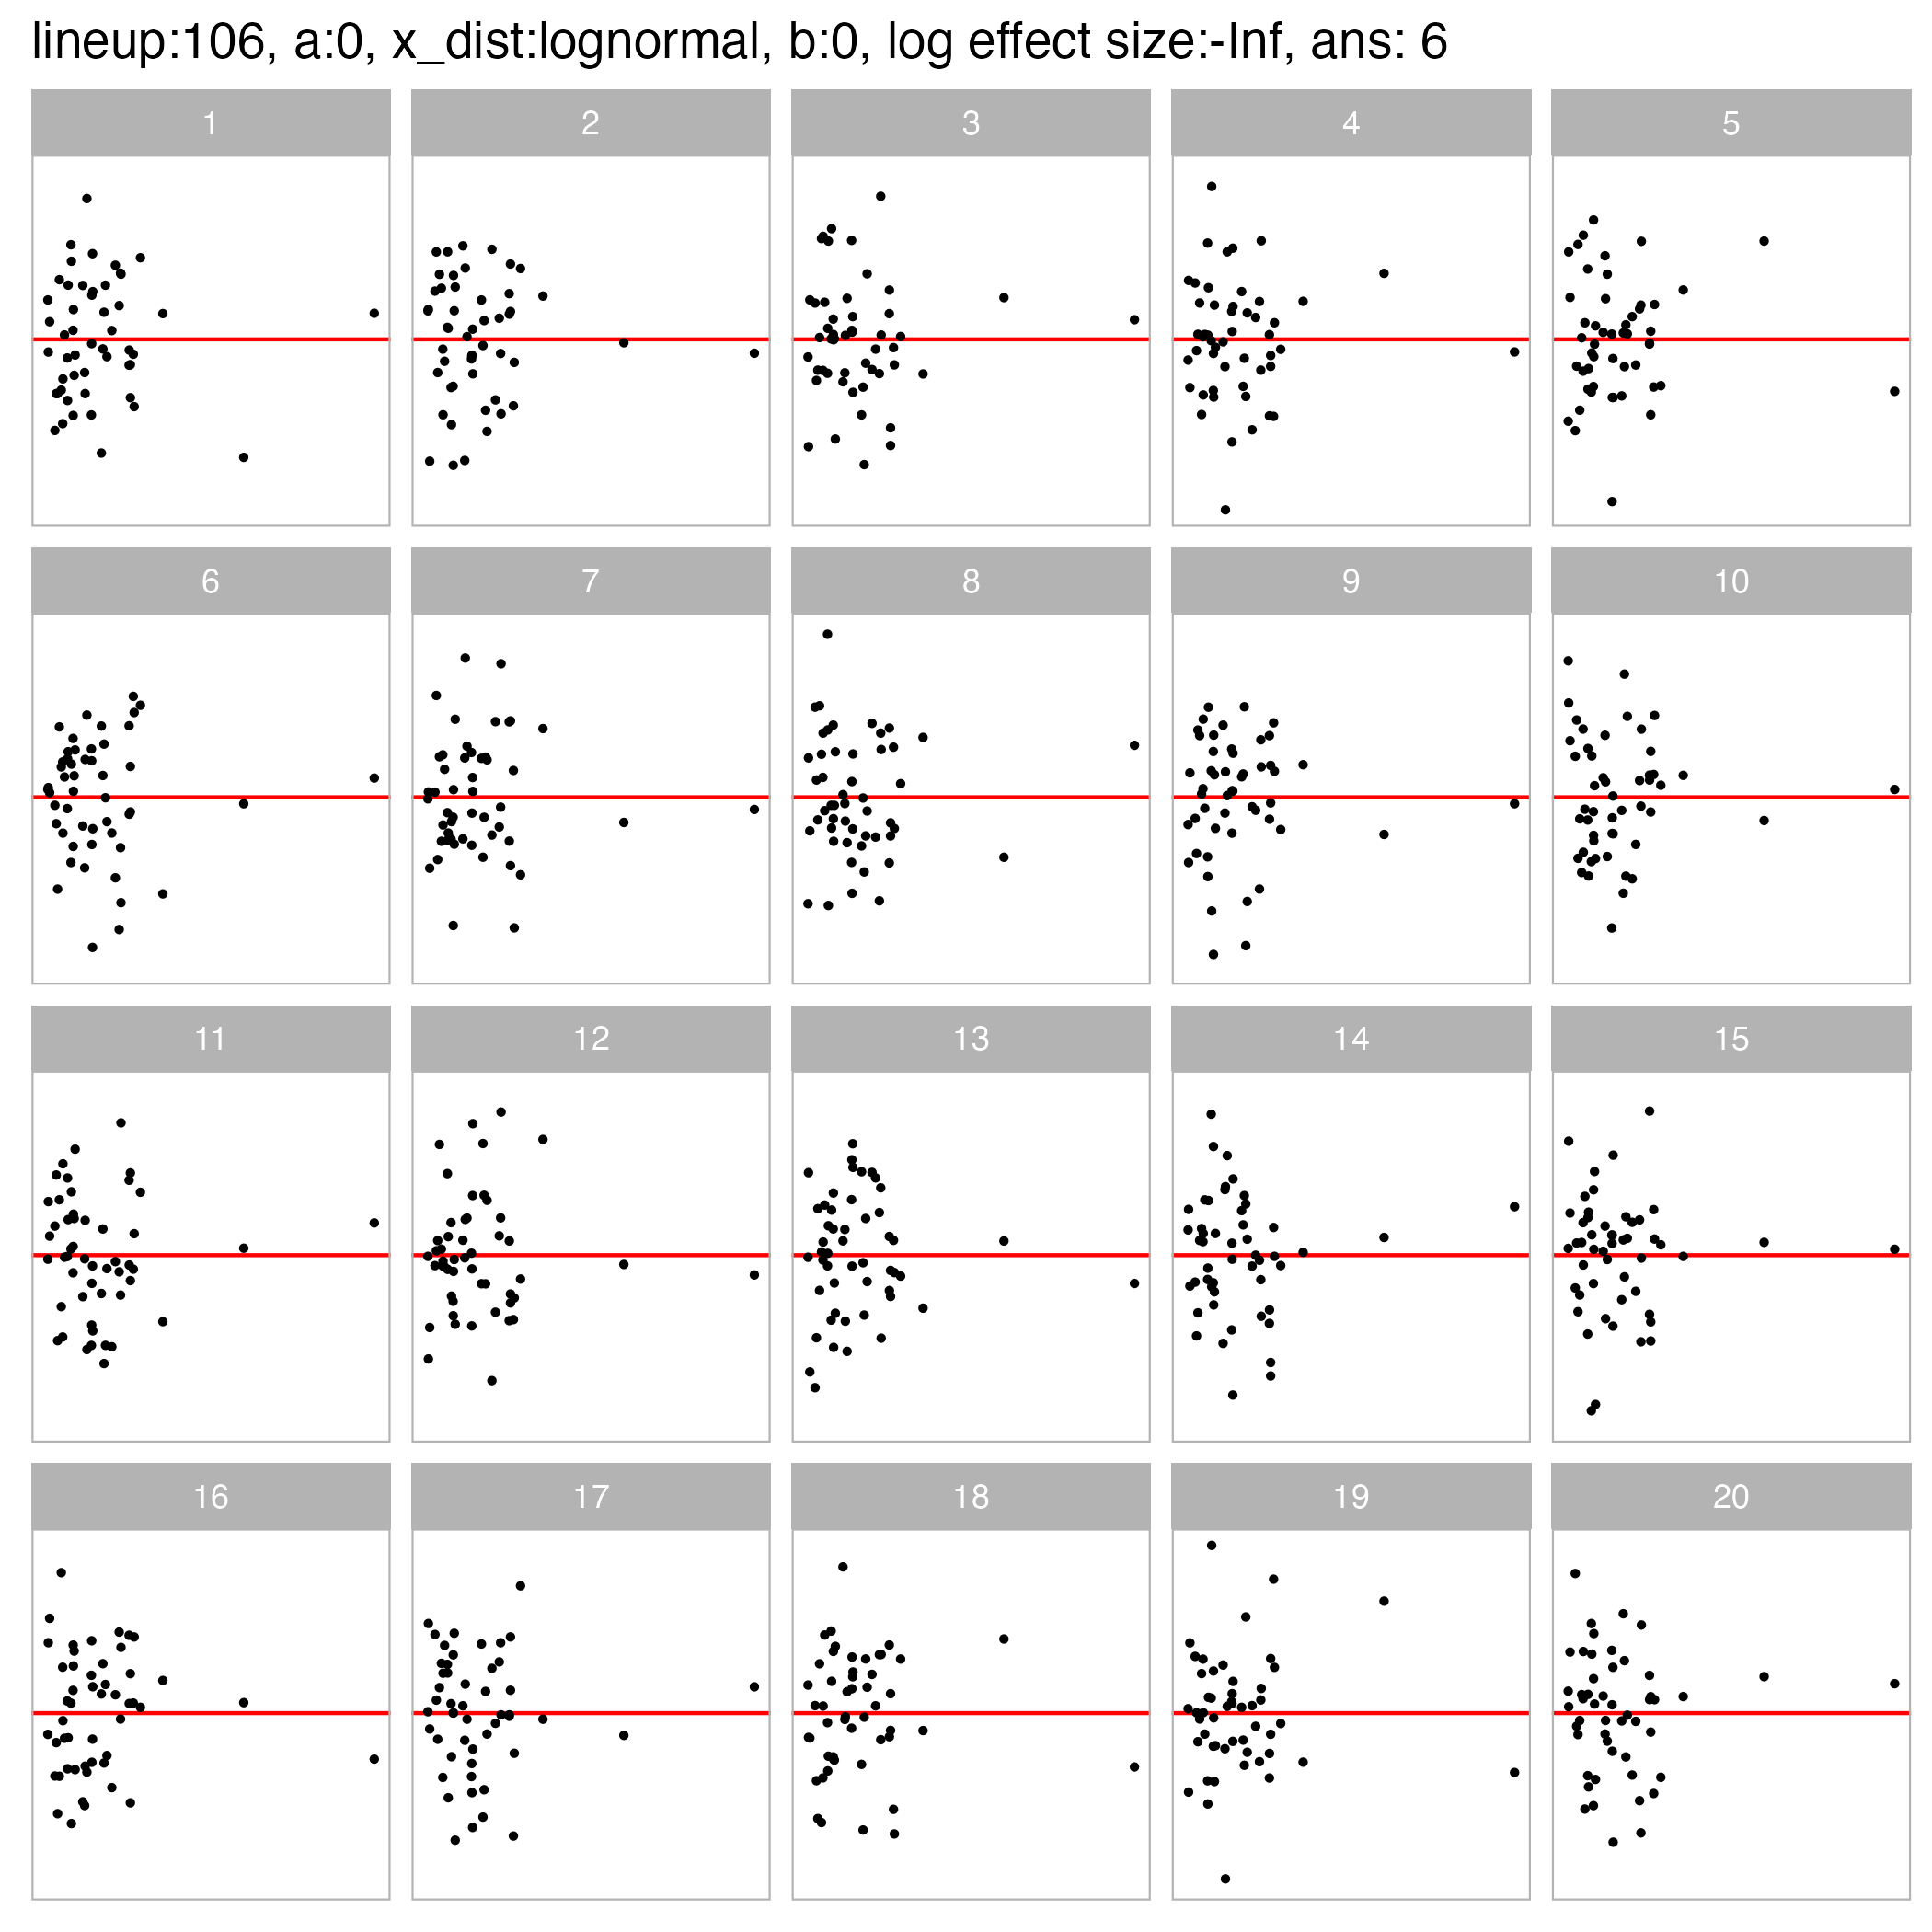 lineup:106, a:0, x_dist:lognormal, b:0, log effect size:-Inf, ans: 6
1 2 3 4 5
6 7 8 9 10
11 12 13 14 15
16 17 18 19 20